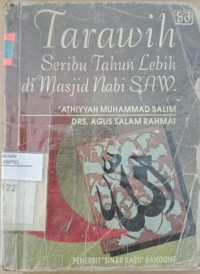 Tarawih
Seribu Tahun Lebih
di Masjid Nabi SAW.
'ATHIYYAH MUHAMMAD SALIM
DRS. AGUS SALAM RAHMAT
122
PENERBIT "SINAR BARU" BANDUNG